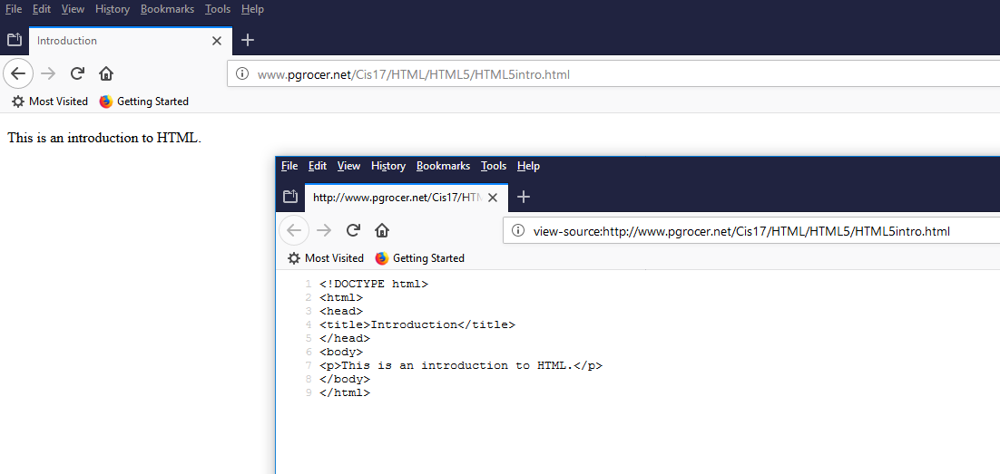 File Edit View History Bookmarks Tools Help
Introduction
www.pgrocer.net/Cis17/HTML/HTML5/HTML5intro.html
Most Visited Getting Started
This is an introduction to HTML.
File Edit View History Bookmarks Tools Help
http://www.pgrocer.net/Cis17/HTM
view-source:http://www.pgrocer.net/Cis17/HTML/HTML5/HTML5intro.html
Most Visited Getting Started
1 <!DOCTYPE html>
2 <html>
3 <head>
4 <title>Introduction</title>
5 </head>
6 <body>
7 <p>This is an introduction to HTML.</p>
8 </body>
9 </html>